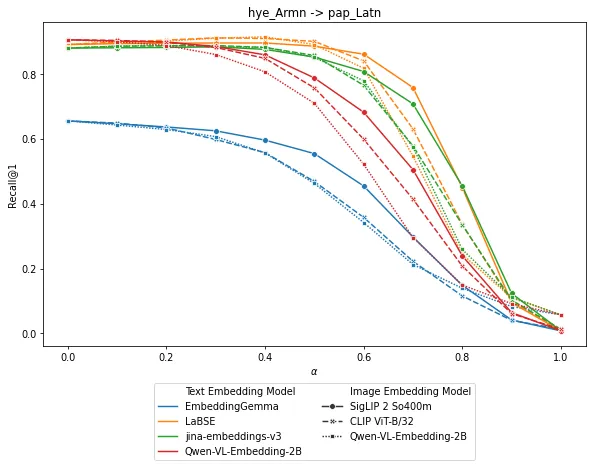 hye_Armn -> pap_Latn
Recall@1
0.8
0.6
0.4
0.2
0.0
0.0 0.2 0.4 0.6 0.8 1.0
α
Text Embedding Model Image Embedding Model
EmbeddingGemma SigLIP 2 So400m
LaBSE CLIP ViT-B/32
jina-embeddings-v3 Qwen-VL-Embedding-2B
Qwen-VL-Embedding-2B